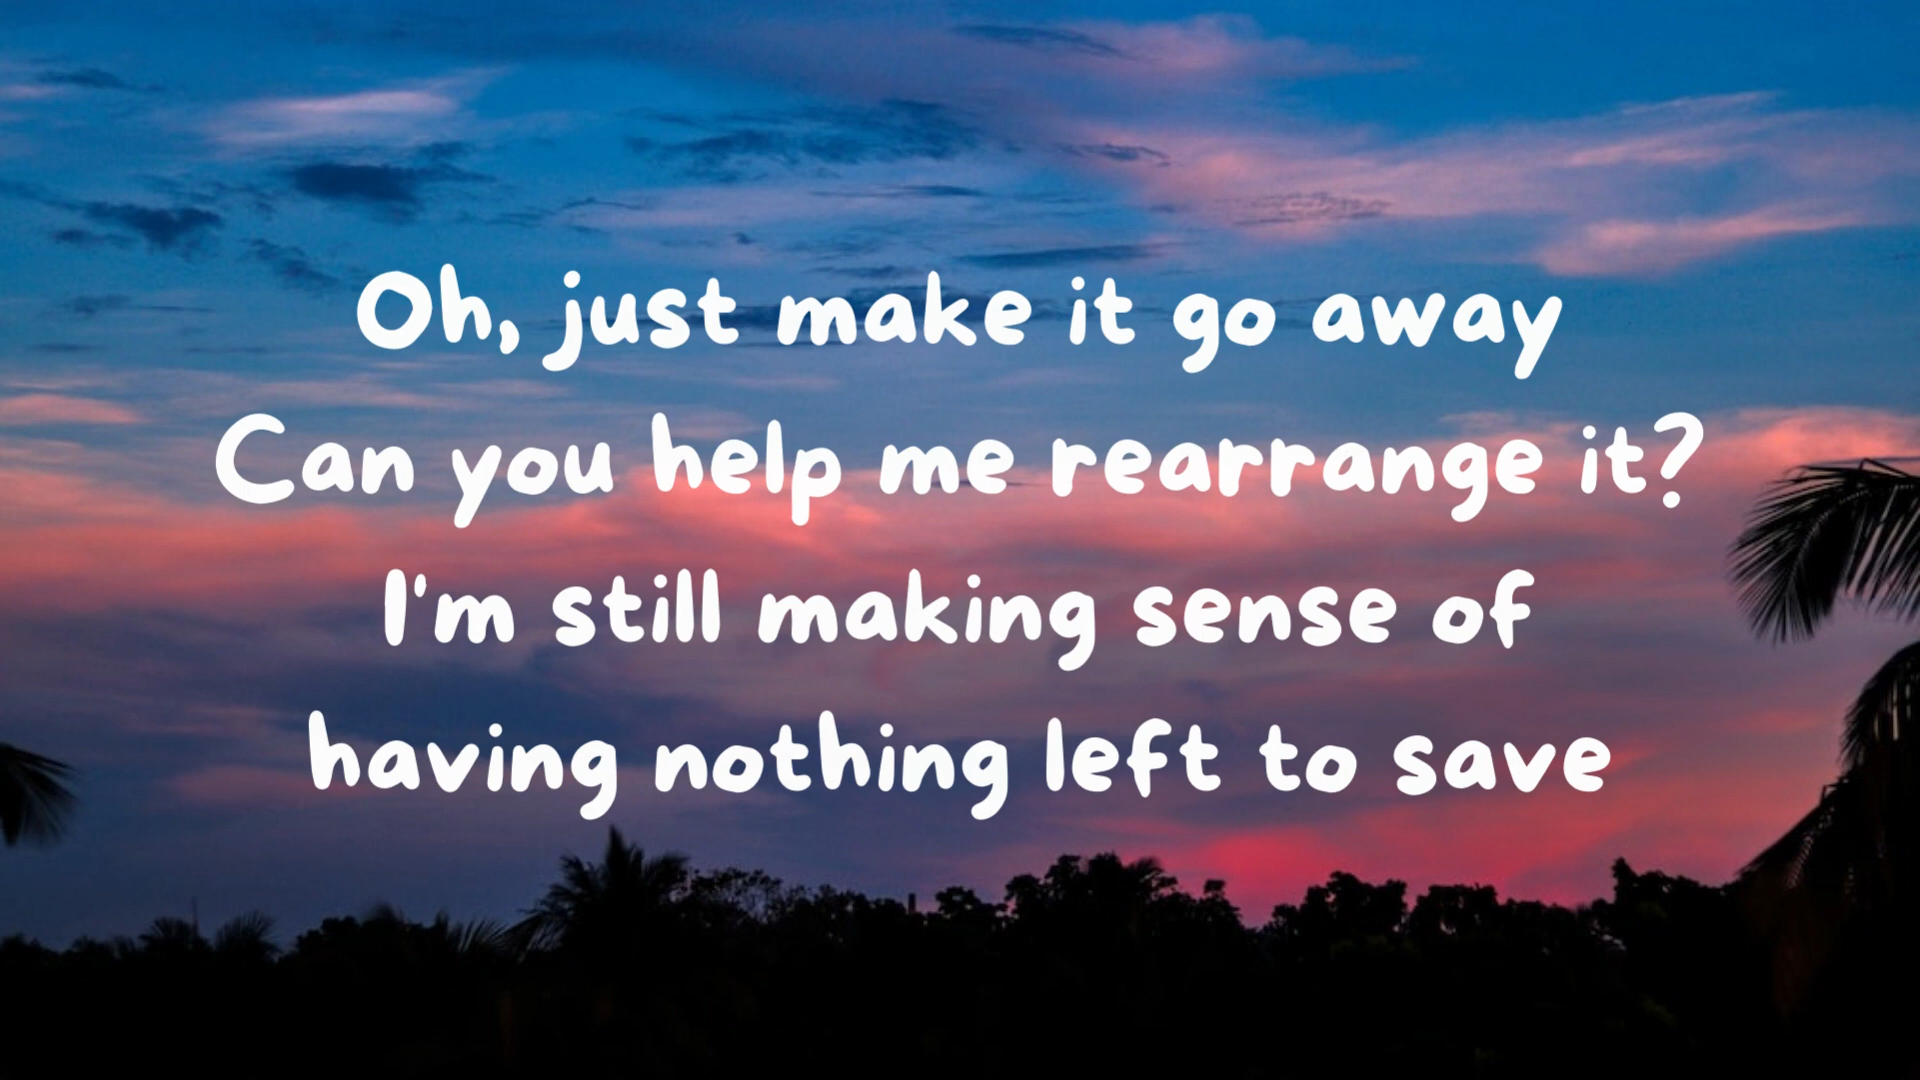 Oh, just make it go away
Can you help me rearrange it?
I'm still making sense of
having nothing left to save